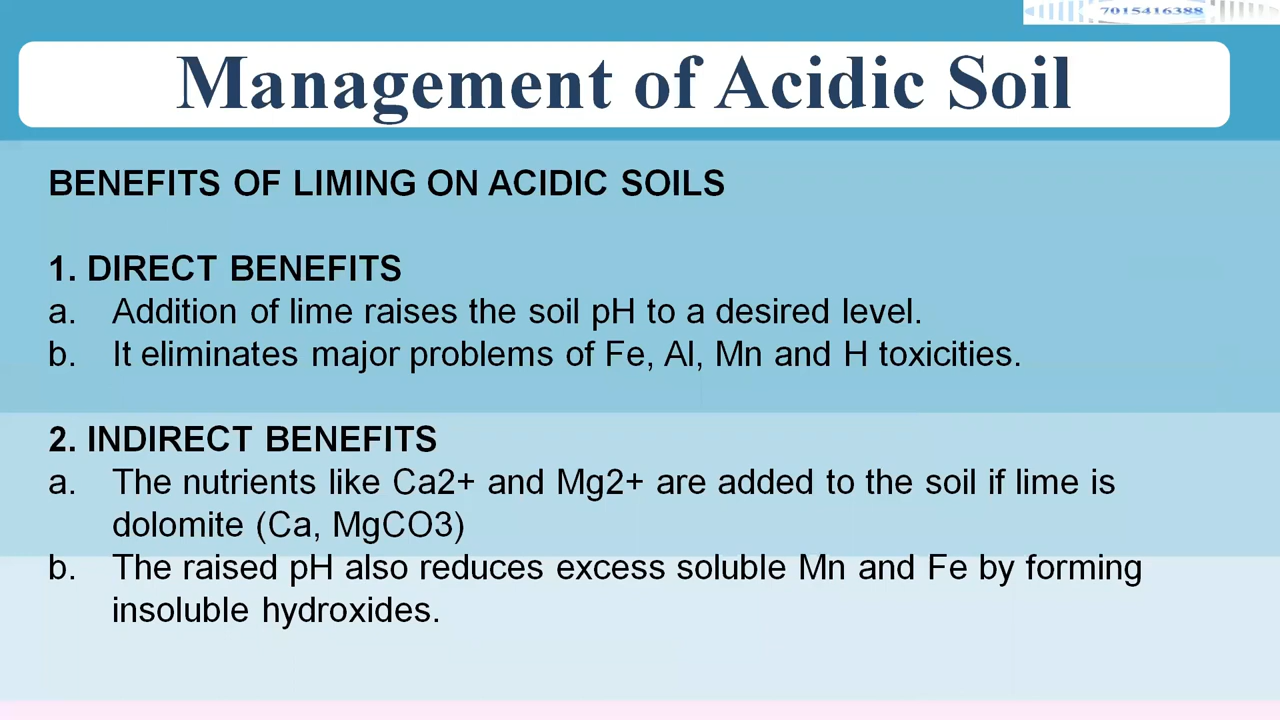 7015416388
Management of Acidic Soil
BENEFITS OF LIMING ON ACIDIC SOILS
1. DIRECT BENEFITS
a. Addition of lime raises the soil pH to a desired level.
b. It eliminates major problems of Fe, Al, Mn and H toxicities.
2. INDIRECT BENEFITS
a. The nutrients like Ca2+ and Mg2+ are added to the soil if lime is
dolomite (Ca, MgCO3)
b. The raised pH also reduces excess soluble Mn and Fe by forming
insoluble hydroxides.